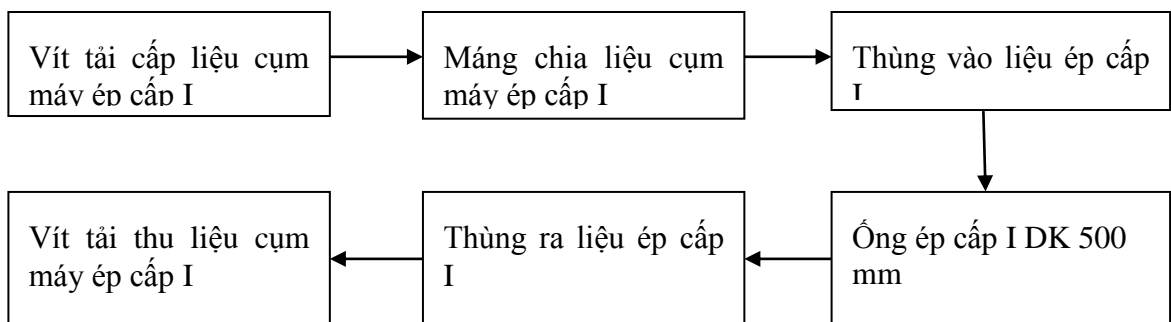 Vít tải cấp liệu cụm
máy ép cấp I
Máng chia liệu cụm
máy ép cấp I
Thùng vào liệu ép cấp
I
Ống ép cấp I DK 500
mm
Thùng ra liệu ép cấp
I
Vít tải thu liệu cụm
máy ép cấp I